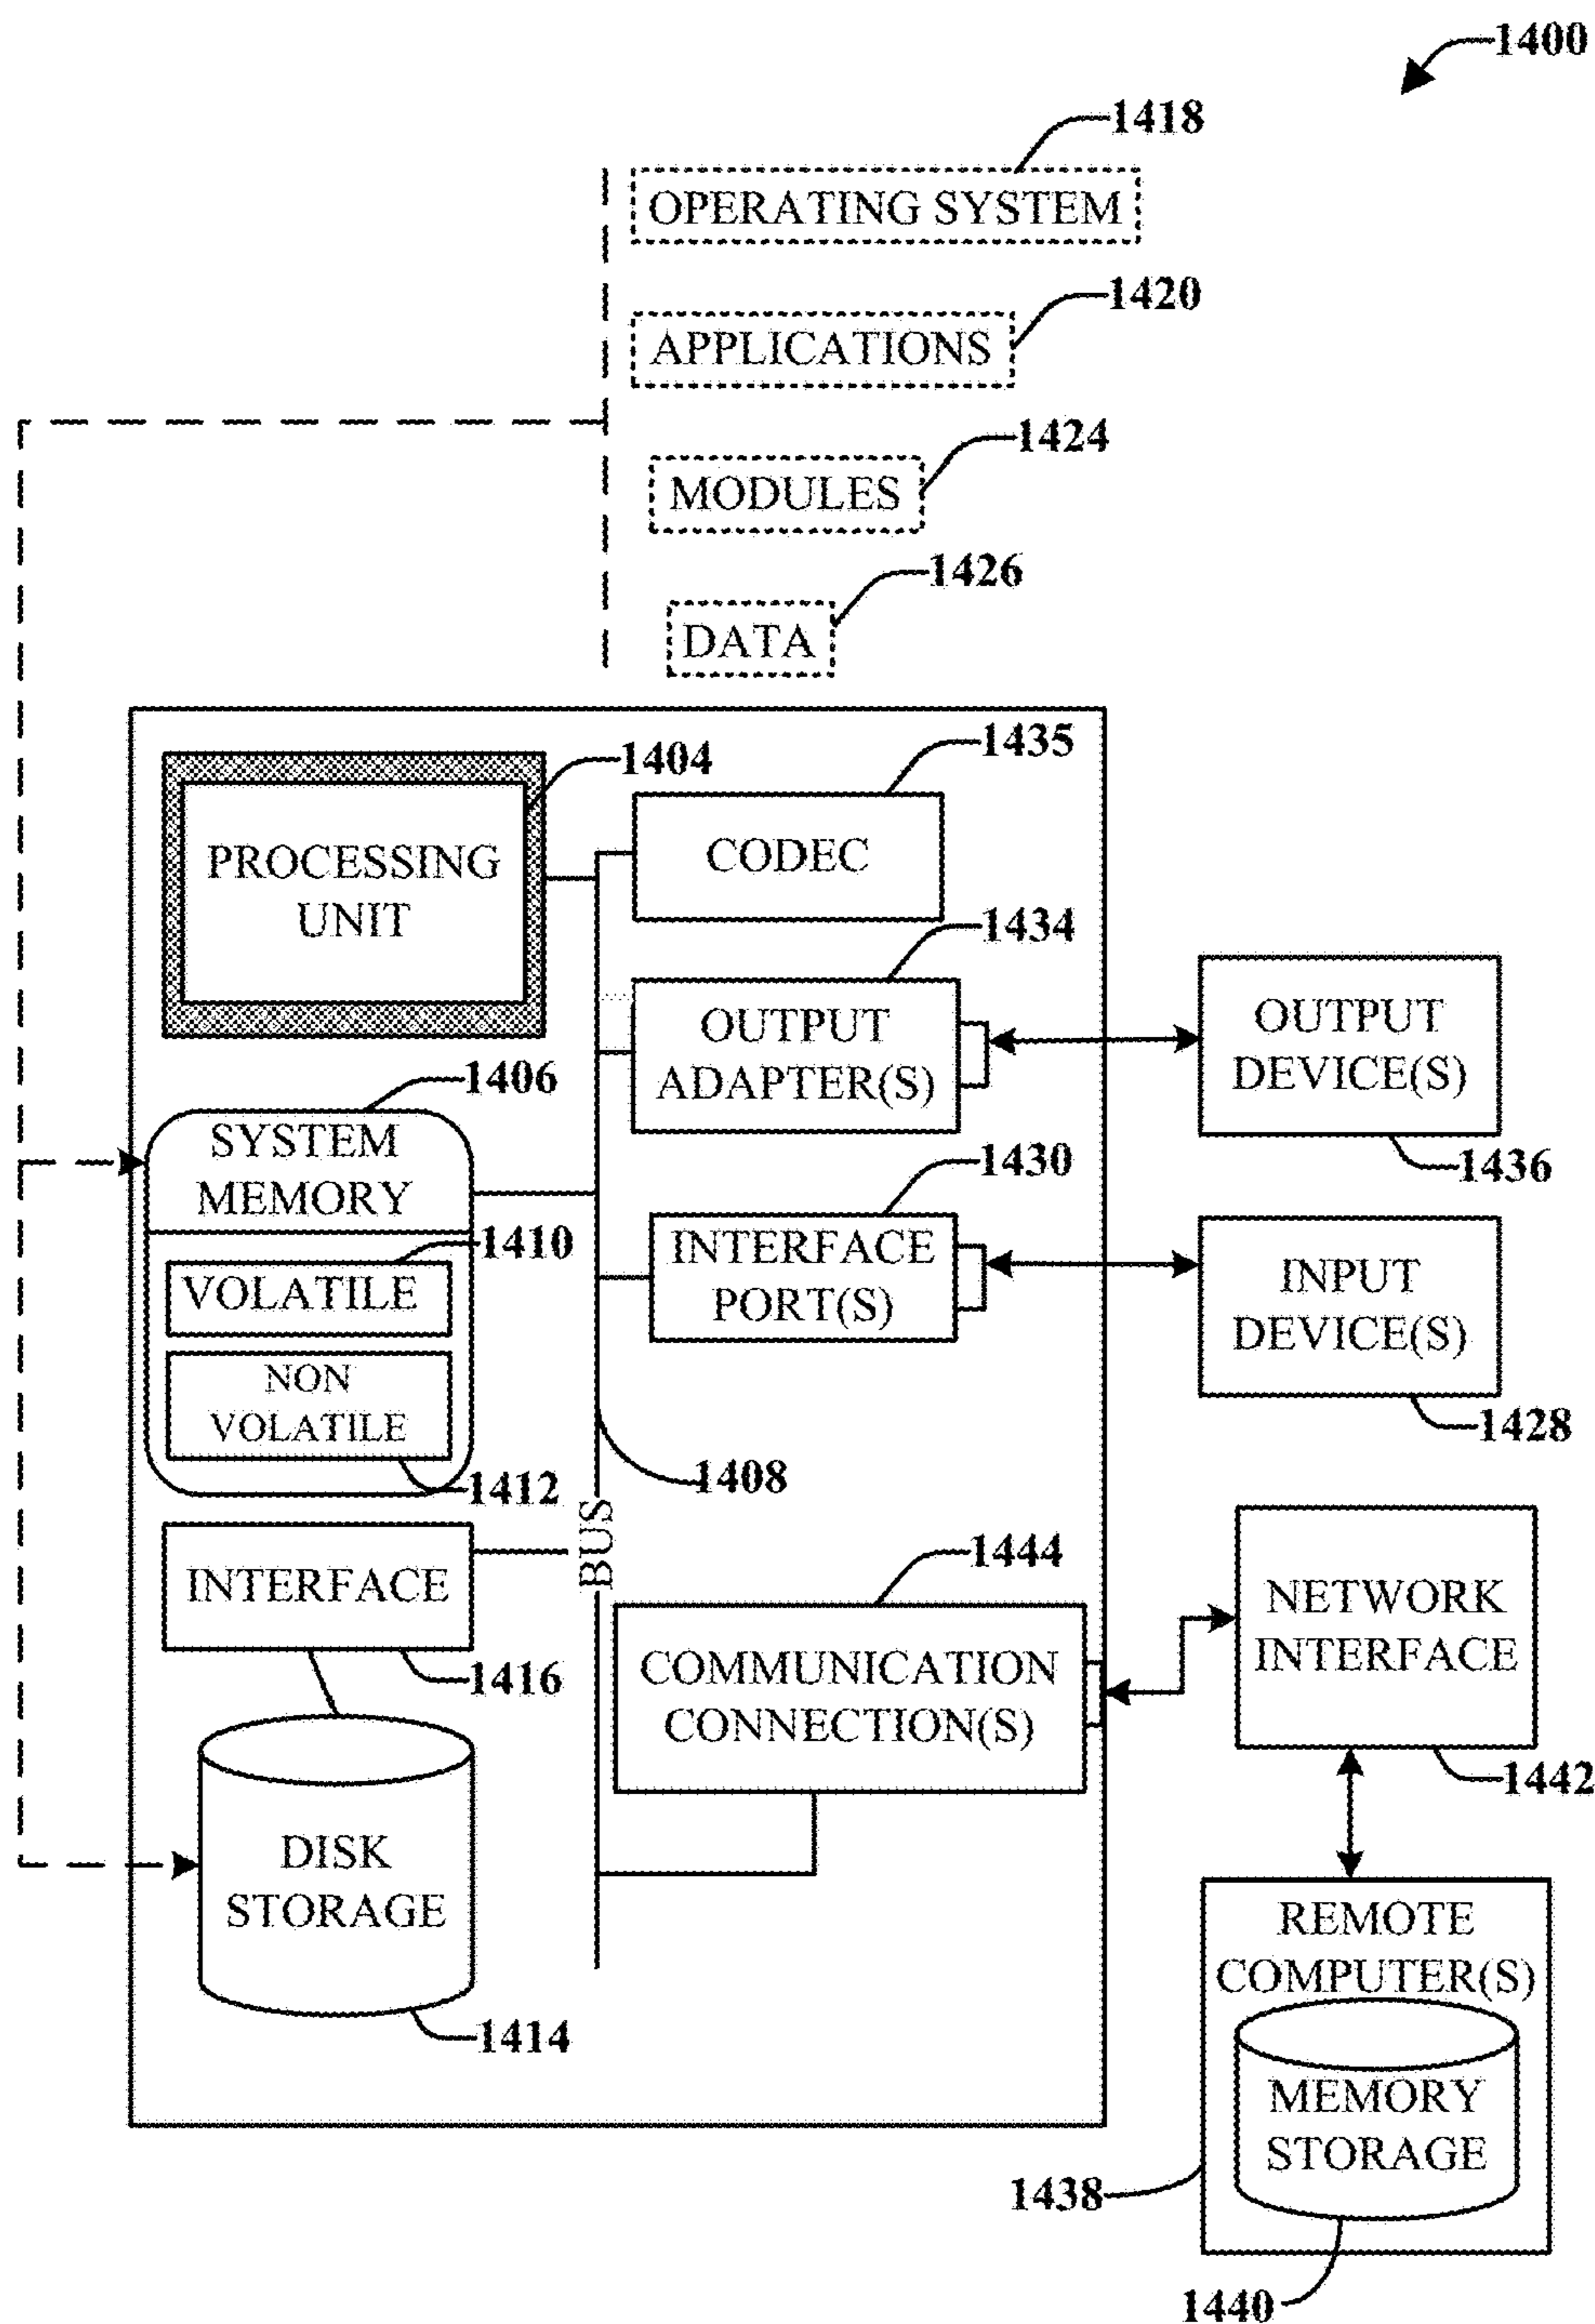 1400
1418
OPERATING SYSTEM
1420
APPLICATIONS
1424
MODULES
1426
DATA
1404
PROCESSING
UNIT
1435
CODEC
1434
OUTPUT
ADAPTER(S)
OUTPUT
DEVICE(S)
1436
1406
SYSTEM
MEMORY
1410
VOLATILE
NON
VOLATILE
1412
1430
INTERFACE
PORT(S)
INPUT
DEVICE(S)
1428
1408
BUS
INTERFACE
1416
1444
COMMUNICATION
CONNECTION(S)
NETWORK
INTERFACE
1442
DISK
STORAGE
1414
REMOTE
COMPUTER(S)
MEMORY
STORAGE
1438
1440